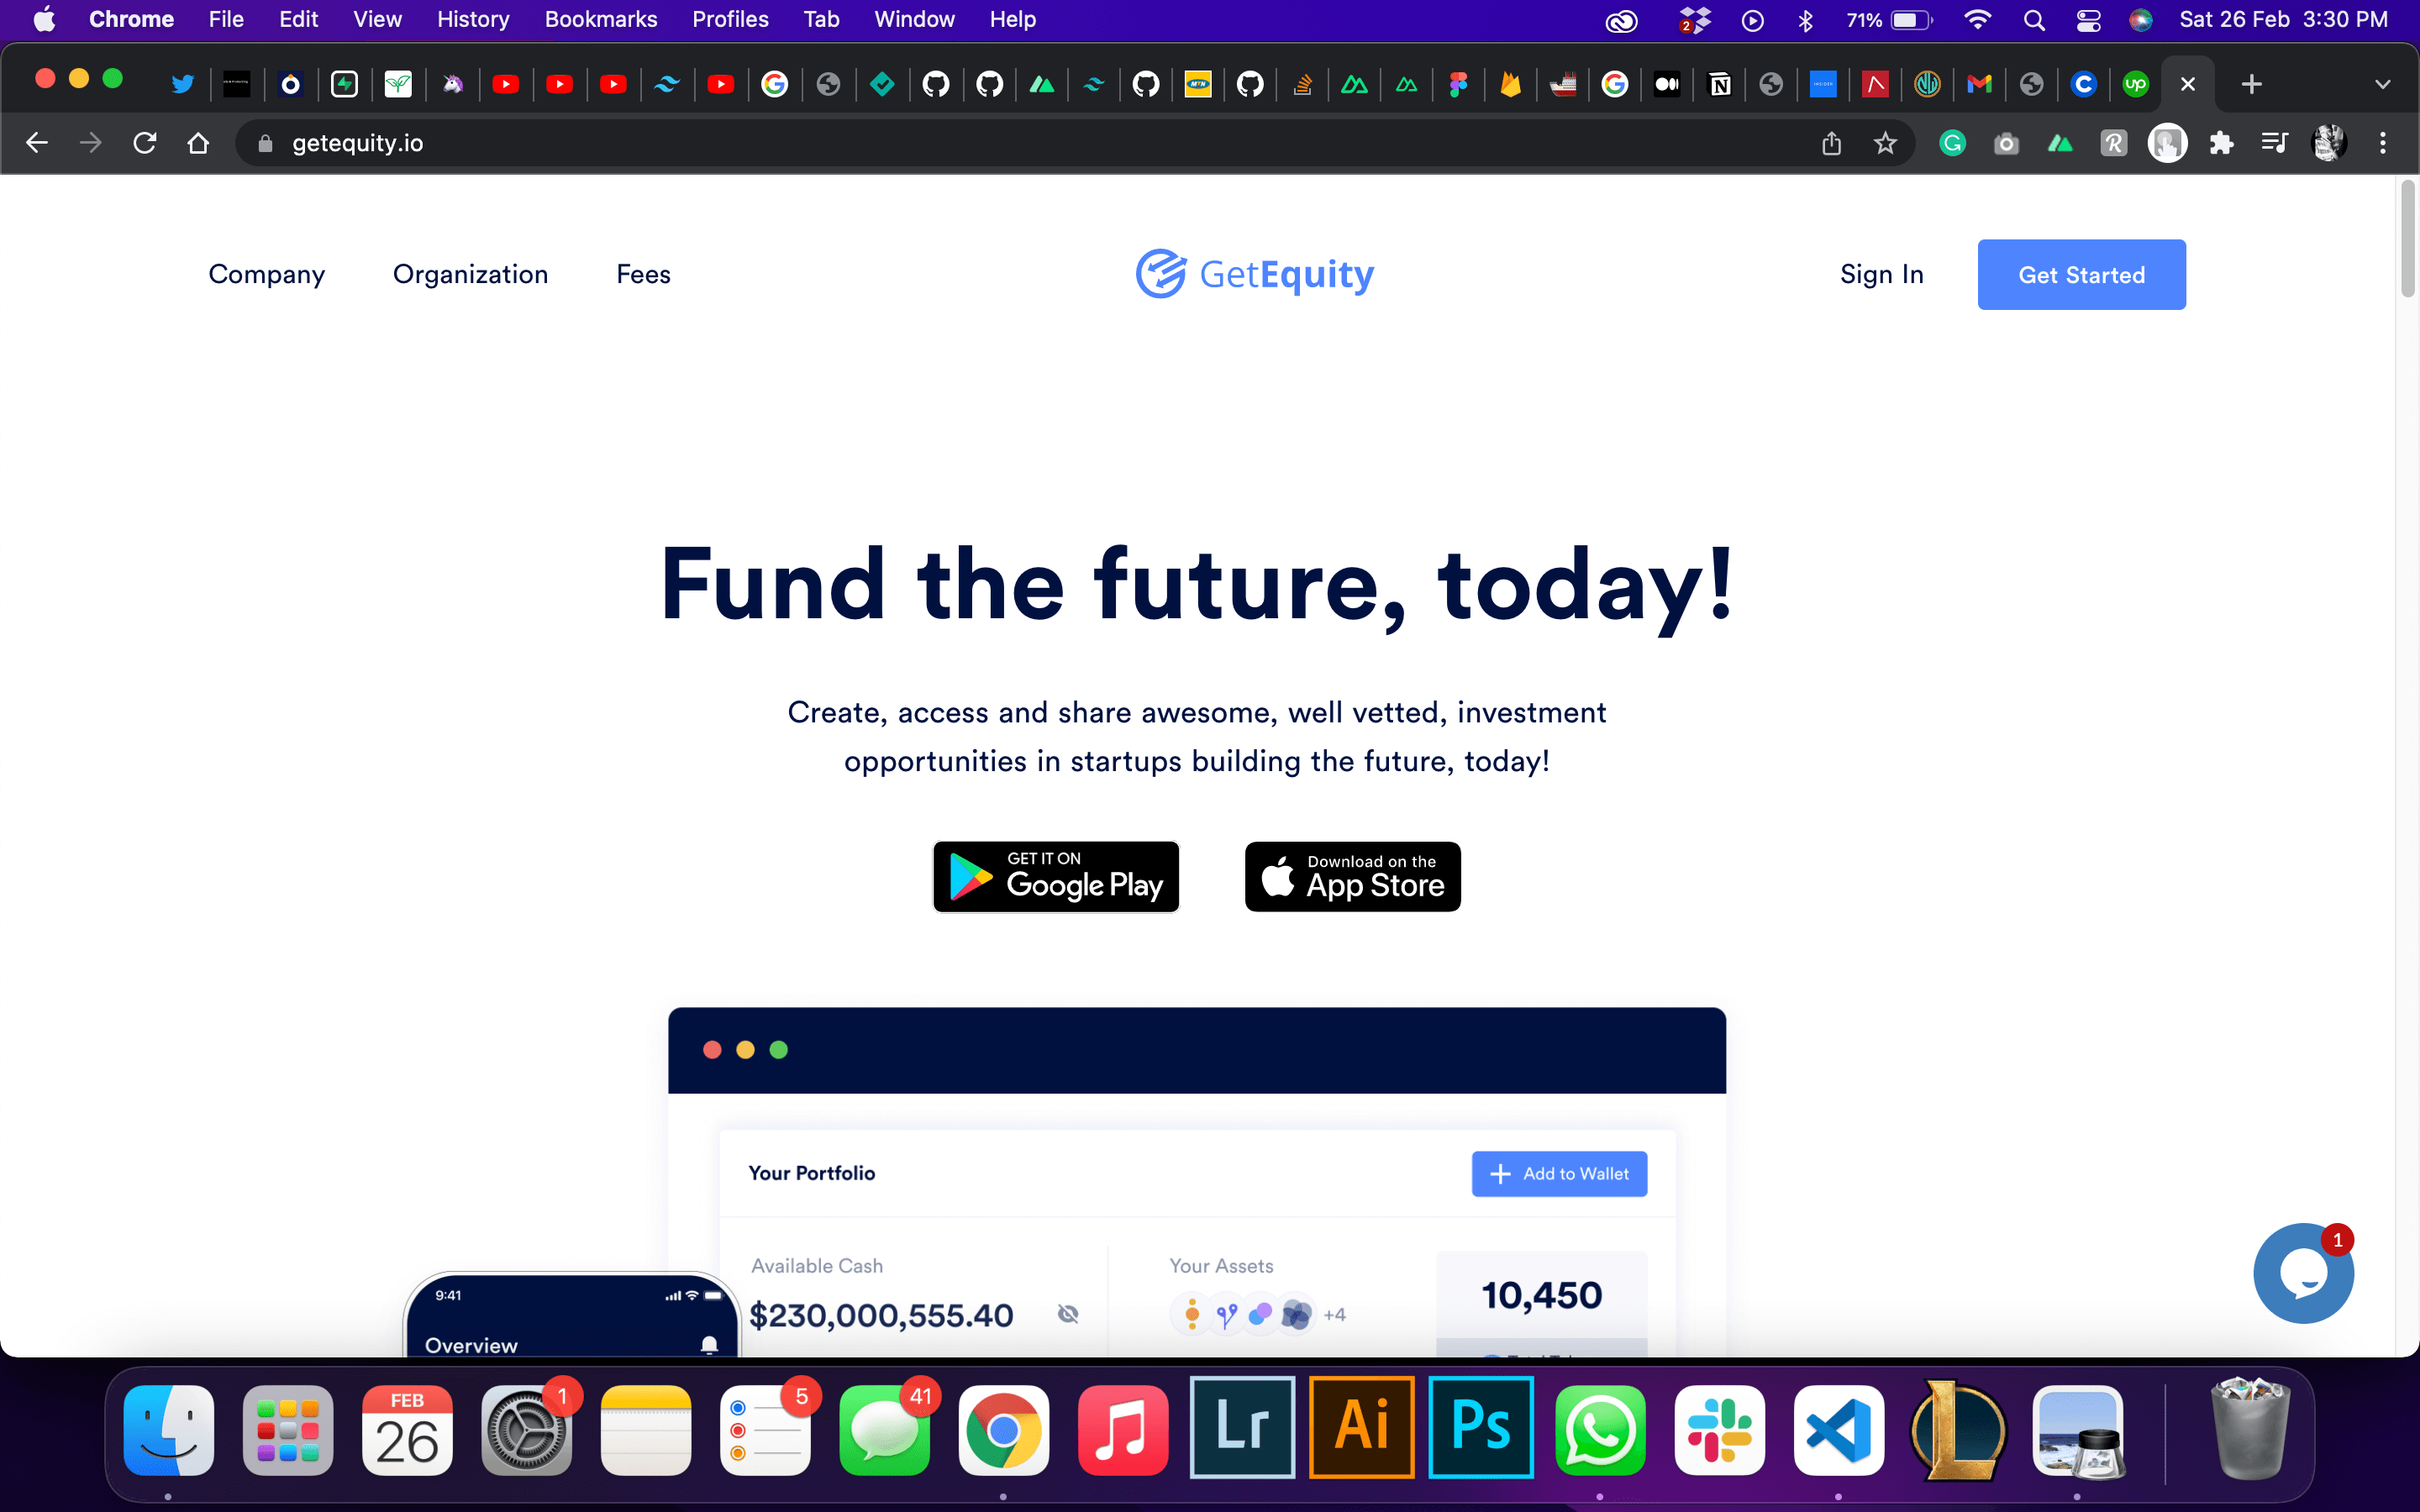 Chrome File Edit View History Bookmarks Profiles Tab Window Help
2
71%
Sat 26 Feb 3:30 PM
getequity.io
Company
Organization
Fees
GetEquity
Sign In
Get Started
Fund the future, today!
Create, access and share awesome, well vetted, investment
opportunities in startups building the future, today!
GET IT ON
Google Play
Download on the
App Store
Your Portfolio
Add to Wallet
Available Cash
$230,000,555.40
Your Assets
+4
10,450
1
9:41
Overview
FEB
26
1
5
41
Lr
Ai
Ps